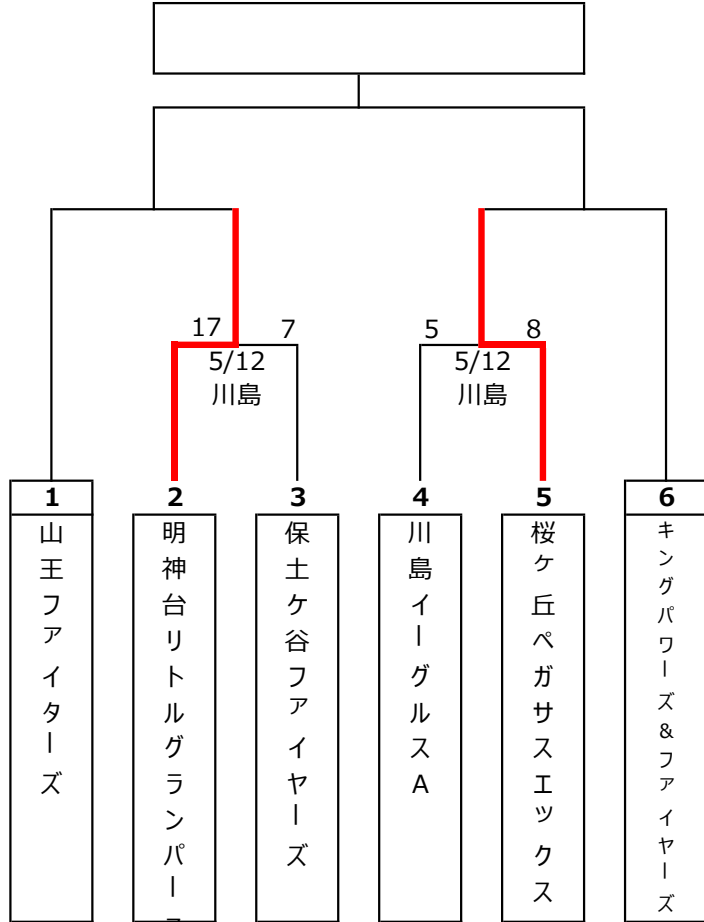 17 7 5 8
5/12 5/12
川島 川島
1 2 3 4 5 6
山王ファイターズ
明神台リトルグランパー
保土ケ谷ファイヤーズ
川島イーグルスA
桜ケ丘ペガサスエックス
キングパワーズ&ファイヤーズ